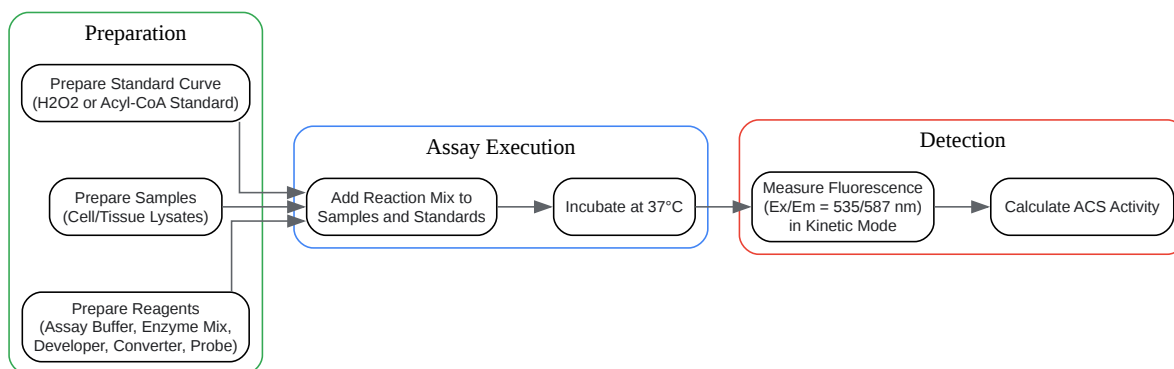 Preparation
Prepare Standard Curve
(H2O2 or Acyl-CoA Standard)
Prepare Samples
(Cell/Tissue Lysates)
Prepare Reagents
(Assay Buffer, Enzyme Mix,
Developer, Converter, Probe)
Assay Execution
Add Reaction Mix to
Samples and Standards
Incubate at 37°C
Detection
Measure Fluorescence
(Ex/Em = 535/587 nm)
in Kinetic Mode
Calculate ACS Activity